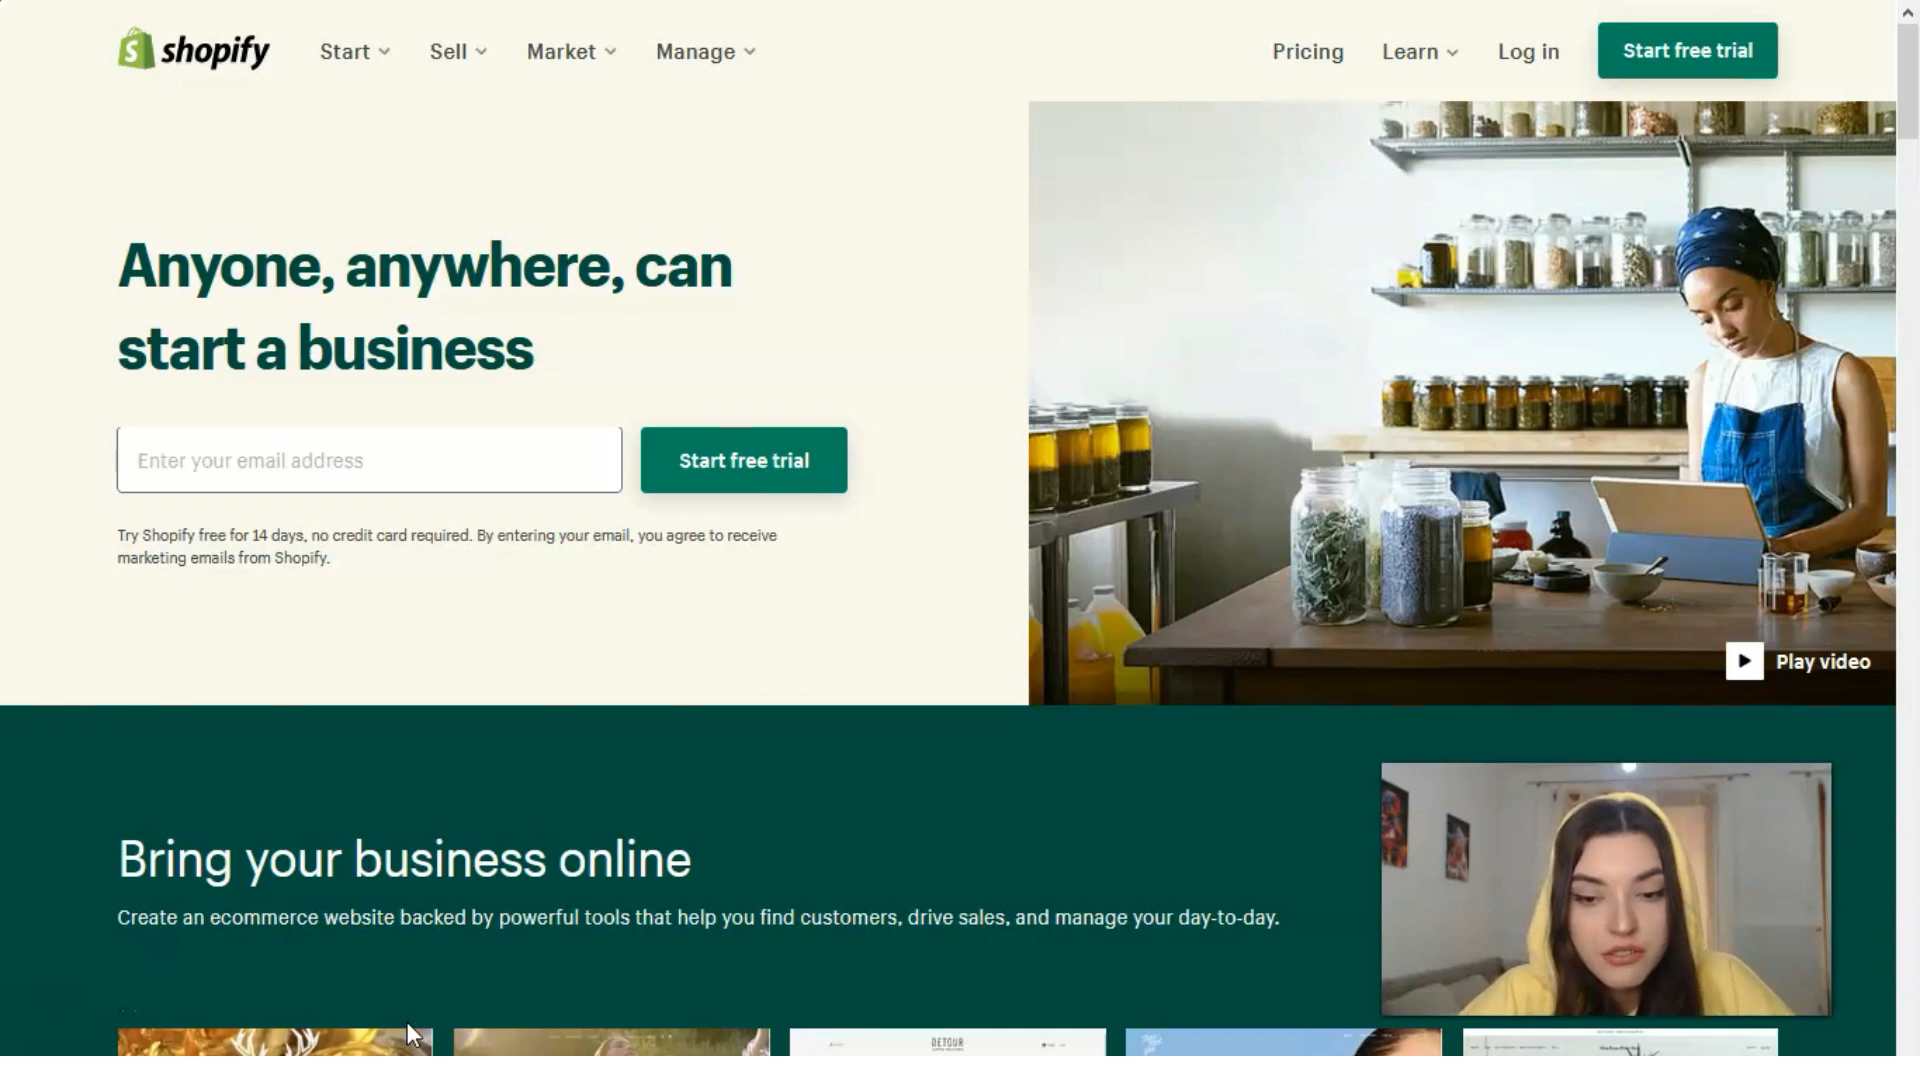 shopify
Start
Sell
Market
Manage
Pricing
Learn
Log in
Start free trial
Anyone, anywhere, can
start a business
Enter your email address
Start free trial
Try Shopify free for 14 days, no credit card required. By entering your email, you agree to receive
marketing emails from Shopify.
Play video
Bring your business online
Create an ecommerce website backed by powerful tools that help you find customers, drive sales, and manage your day-to-day.
DETOUR